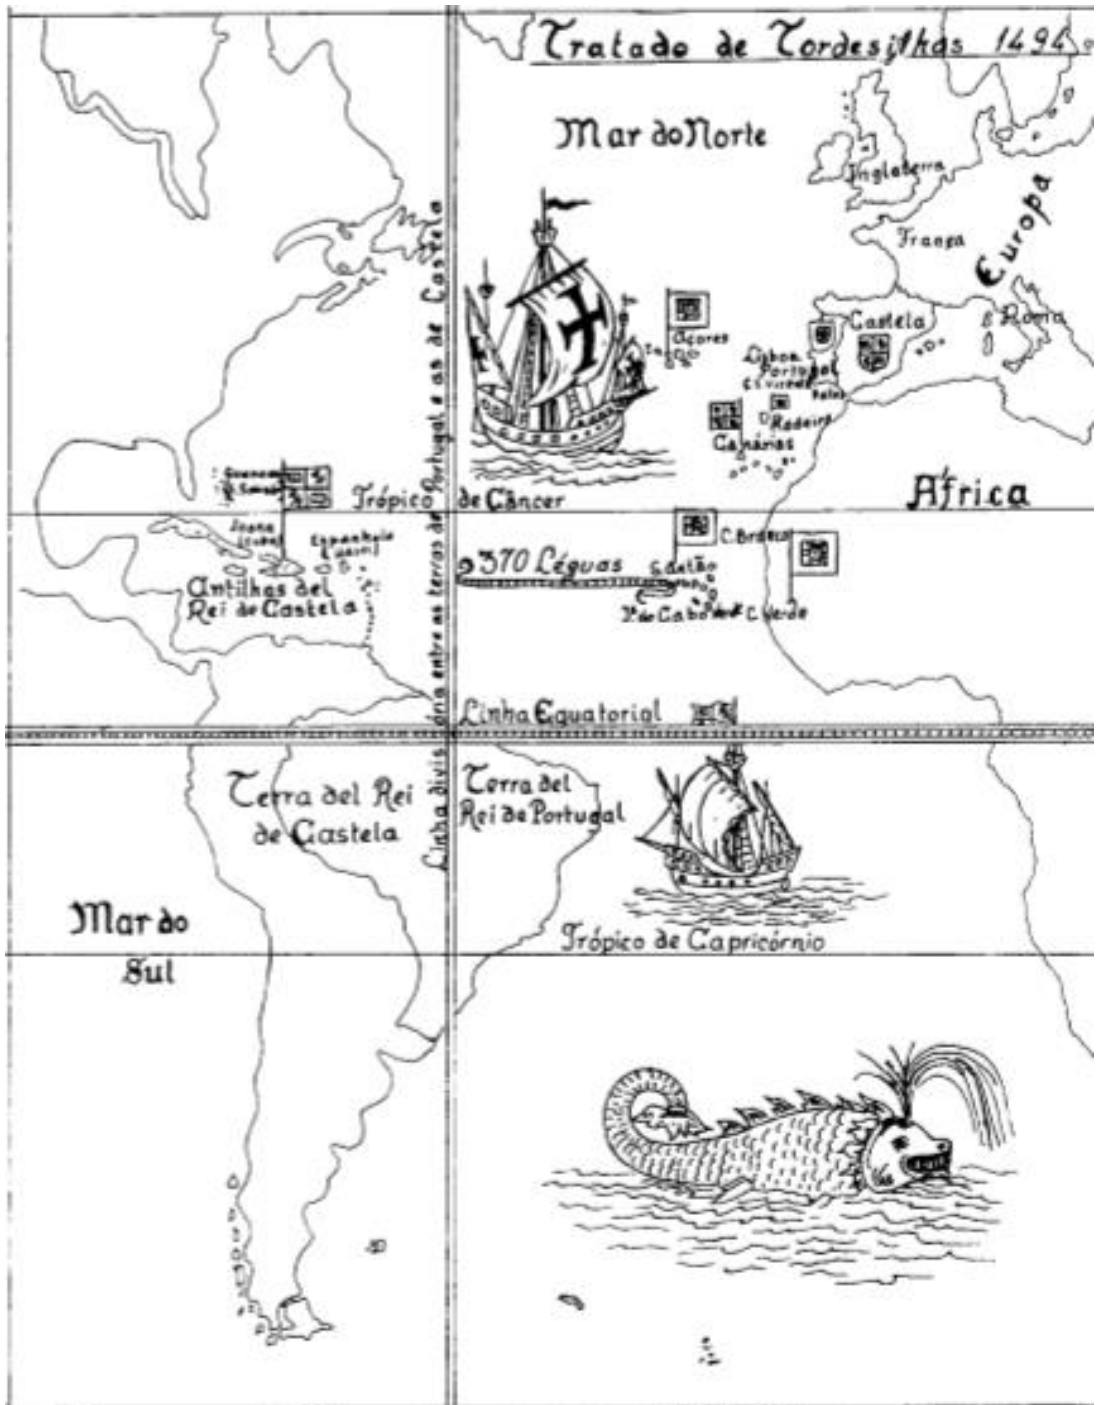 Tratado de Tordesilhas 1494
Mar do Norte
Inglaterra
França
Europa
Castela
Roma
Açores
Lisboa
Portugal
Madeira
Canárias
África
Trópico de Câncer
370 Léguas
C. Branco
C. Verde
Joana
Espanhola
Antilhas del
Rei de Castela
Linha divisória entre as terras de Portugal e as de Castela
Linha Equatorial
Terra del Rei
de Castela
Terra del
Rei de Portugal
Mar do
Sul
Trópico de Capricórnio